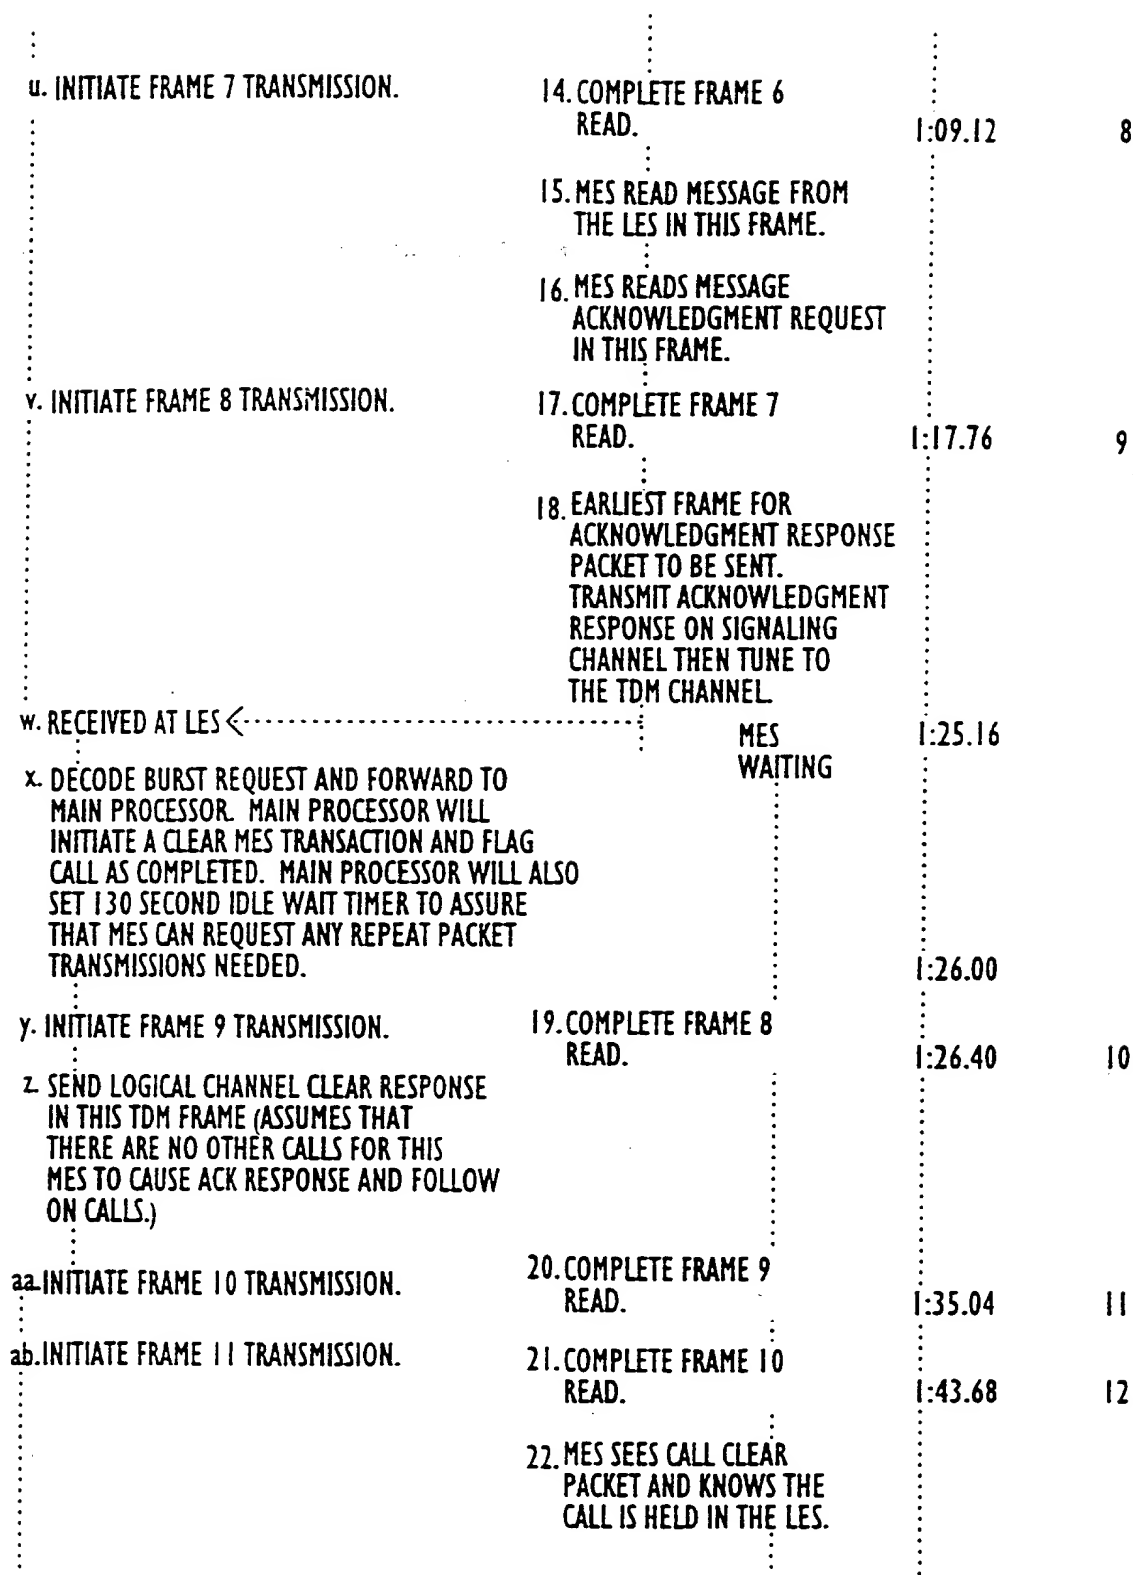 u. INITIATE FRAME 7 TRANSMISSION.
14. COMPLETE FRAME 6
READ.
1:09.12
8
15. MES READ MESSAGE FROM
THE LES IN THIS FRAME.
16. MES READS MESSAGE
ACKNOWLEDGMENT REQUEST
IN THIS FRAME.
v. INITIATE FRAME 8 TRANSMISSION.
17. COMPLETE FRAME 7
READ.
1:17.76
9
18. EARLIEST FRAME FOR
ACKNOWLEDGMENT RESPONSE
PACKET TO BE SENT.
TRANSMIT ACKNOWLEDGMENT
RESPONSE ON SIGNALING
CHANNEL THEN TUNE TO
THE TDM CHANNEL
w. RECEIVED AT LES
MES
WAITING
1:25.16
x. DECODE BURST REQUEST AND FORWARD TO
MAIN PROCESSOR. MAIN PROCESSOR WILL
INITIATE A CLEAR MES TRANSACTION AND FLAG
CALL AS COMPLETED. MAIN PROCESSOR WILL ALSO
SET 130 SECOND IDLE WAIT TIMER TO ASSURE
THAT MES CAN REQUEST ANY REPEAT PACKET
TRANSMISSIONS NEEDED.
1:26.00
y. INITIATE FRAME 9 TRANSMISSION.
19. COMPLETE FRAME 8
READ.
1:26.40
10
z. SEND LOGICAL CHANNEL CLEAR RESPONSE
IN THIS TDM FRAME (ASSUMES THAT
THERE ARE NO OTHER CALLS FOR THIS
MES TO CAUSE ACK RESPONSE AND FOLLOW
ON CALLS.)
aa. INITIATE FRAME 10 TRANSMISSION.
20. COMPLETE FRAME 9
READ.
1:35.04
11
ab. INITIATE FRAME 11 TRANSMISSION.
21. COMPLETE FRAME 10
READ.
1:43.68
12
22. MES SEES CALL CLEAR
PACKET AND KNOWS THE
CALL IS HELD IN THE LES.